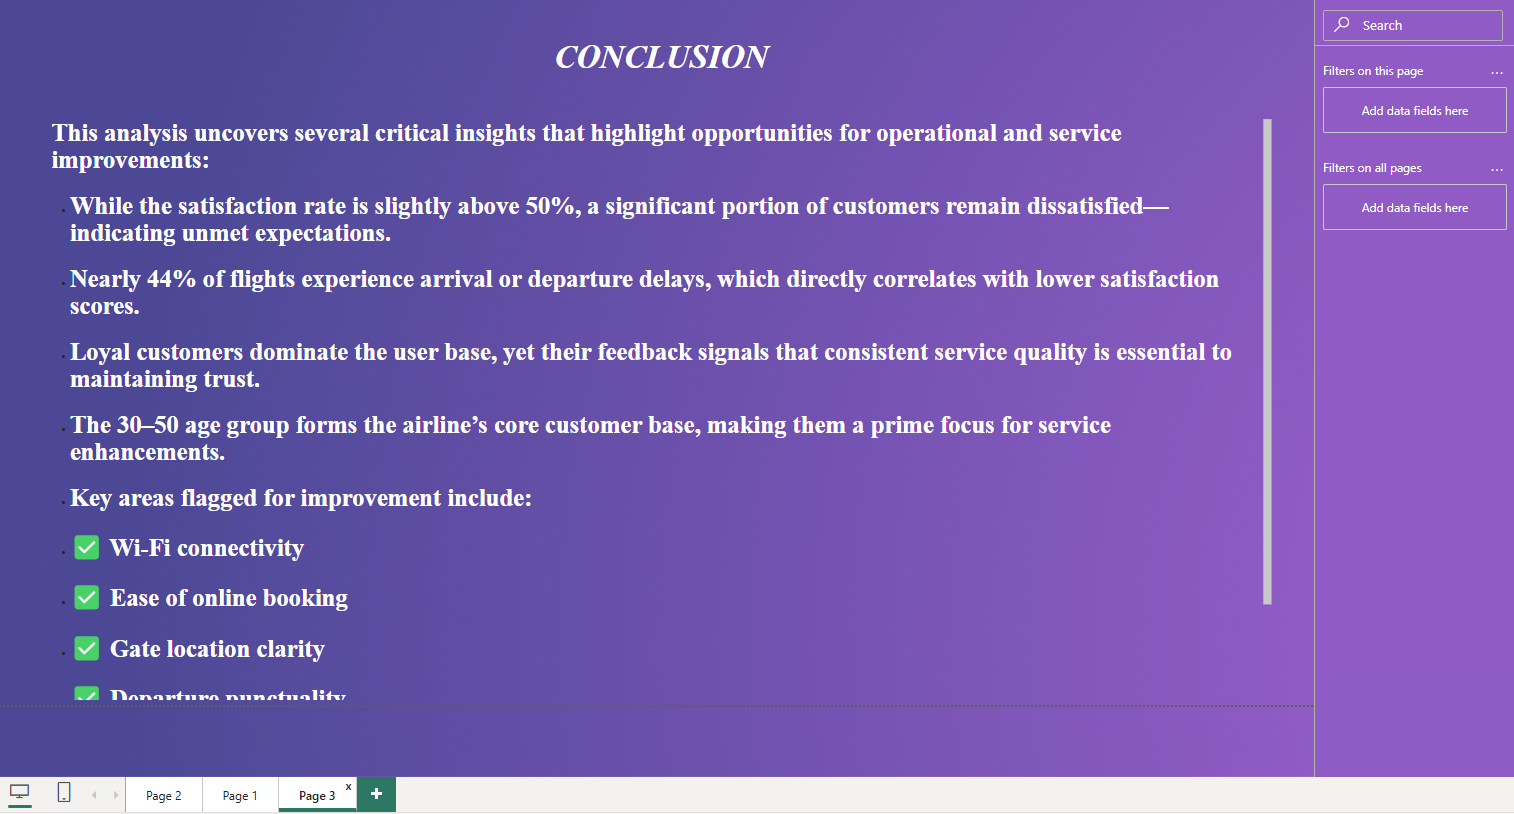 CONCLUSION
This analysis uncovers several critical insights that highlight opportunities for operational and service
improvements:
While the satisfaction rate is slightly above 50%, a significant portion of customers remain dissatisfied—
indicating unmet expectations.
Nearly 44% of flights experience arrival or departure delays, which directly correlates with lower satisfaction
scores.
Loyal customers dominate the user base, yet their feedback signals that consistent service quality is essential to
maintaining trust.
The 30–50 age group forms the airline’s core customer base, making them a prime focus for service
enhancements.
Key areas flagged for improvement include:
✅ Wi-Fi connectivity
✅ Ease of online booking
✅ Gate location clarity
✅ Departure punctuality
Search
Filters on this page ...
Add data fields here
Filters on all pages ...
Add data fields here
Page 2
Page 1
Page 3 x
+